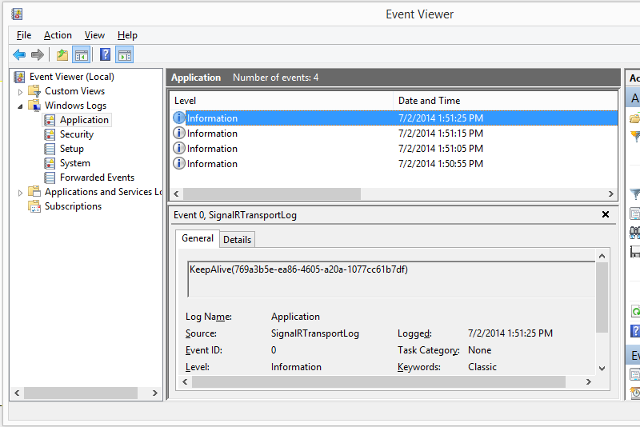 Event Viewer
File Action View Help
Event Viewer (Local)
Custom Views
Windows Logs
Application
Security
Setup
System
Forwarded Events
Applications and Services Lo
Subscriptions
Application Number of events: 4
Level Date and Time
Information 7/2/2014 1:51:25 PM
Information 7/2/2014 1:51:15 PM
Information 7/2/2014 1:51:05 PM
Information 7/2/2014 1:50:55 PM
Event 0, SignalRTransportLog
General Details
KeepAlive(769a3b5e-ea86-4605-a20a-1077cc61b7df)
Log Name: Application
Source: SignalRTransportLog Logged: 7/2/2014 1:51:25 PM
Event ID: 0 Task Category: None
Level: Information Keywords: Classic
Ac
A
E